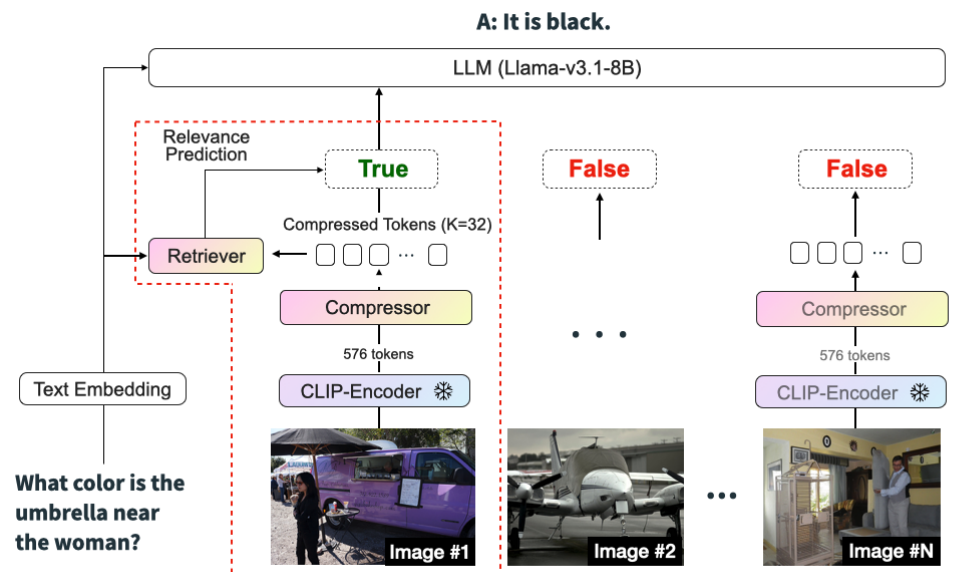 A: It is black.
LLM (Llama-v3.1-8B)
Relevance
Prediction
True
False
False
Compressed Tokens (K=32)
Retriever
...
...
Compressor
Compressor
576 tokens
...
576 tokens
Text Embedding
CLIP-Encoder
CLIP-Encoder
What color is the
umbrella near
the woman?
...
Image #1
Image #2
Image #N